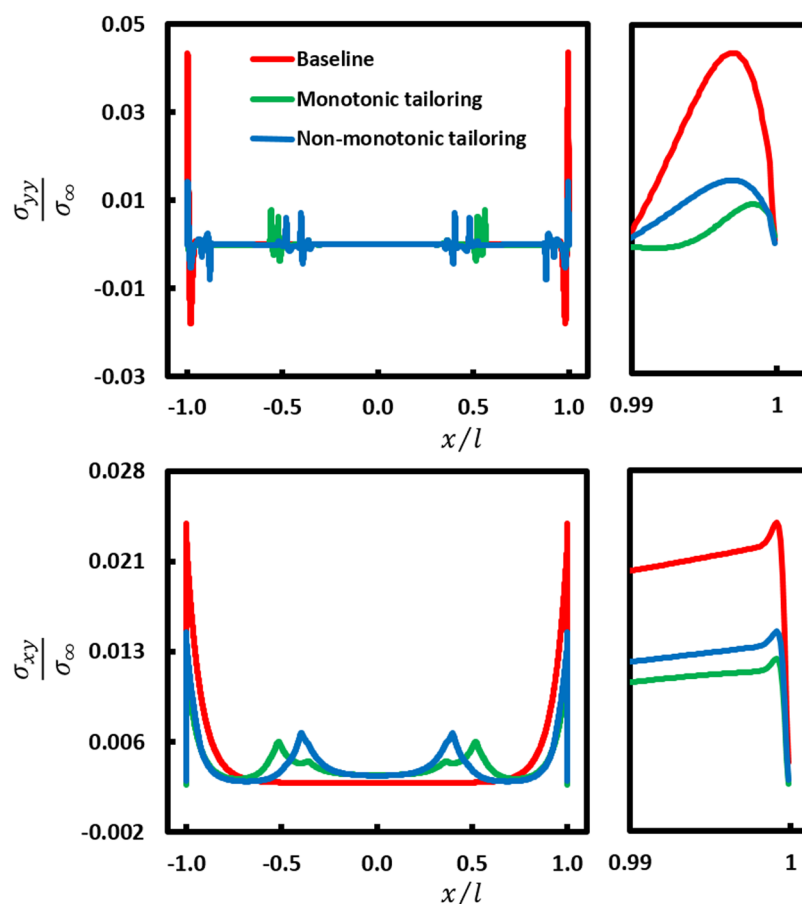 0.05
Baseline
Monotonic tailoring
Non-monotonic tailoring
0.03
0.01
-0.01
-0.03
σyy
σ∞
-1.0 -0.5 0.0 0.5 1.0
x/l
0.99 1
0.028
0.021
0.013
0.006
-0.002
σxy
σ∞
-1.0 -0.5 0.0 0.5 1.0
x/l
0.99 1